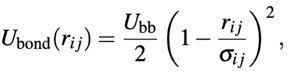 U_bond(r_ij) = U_bb/2 (1 − r_ij/σ_ij)^2,